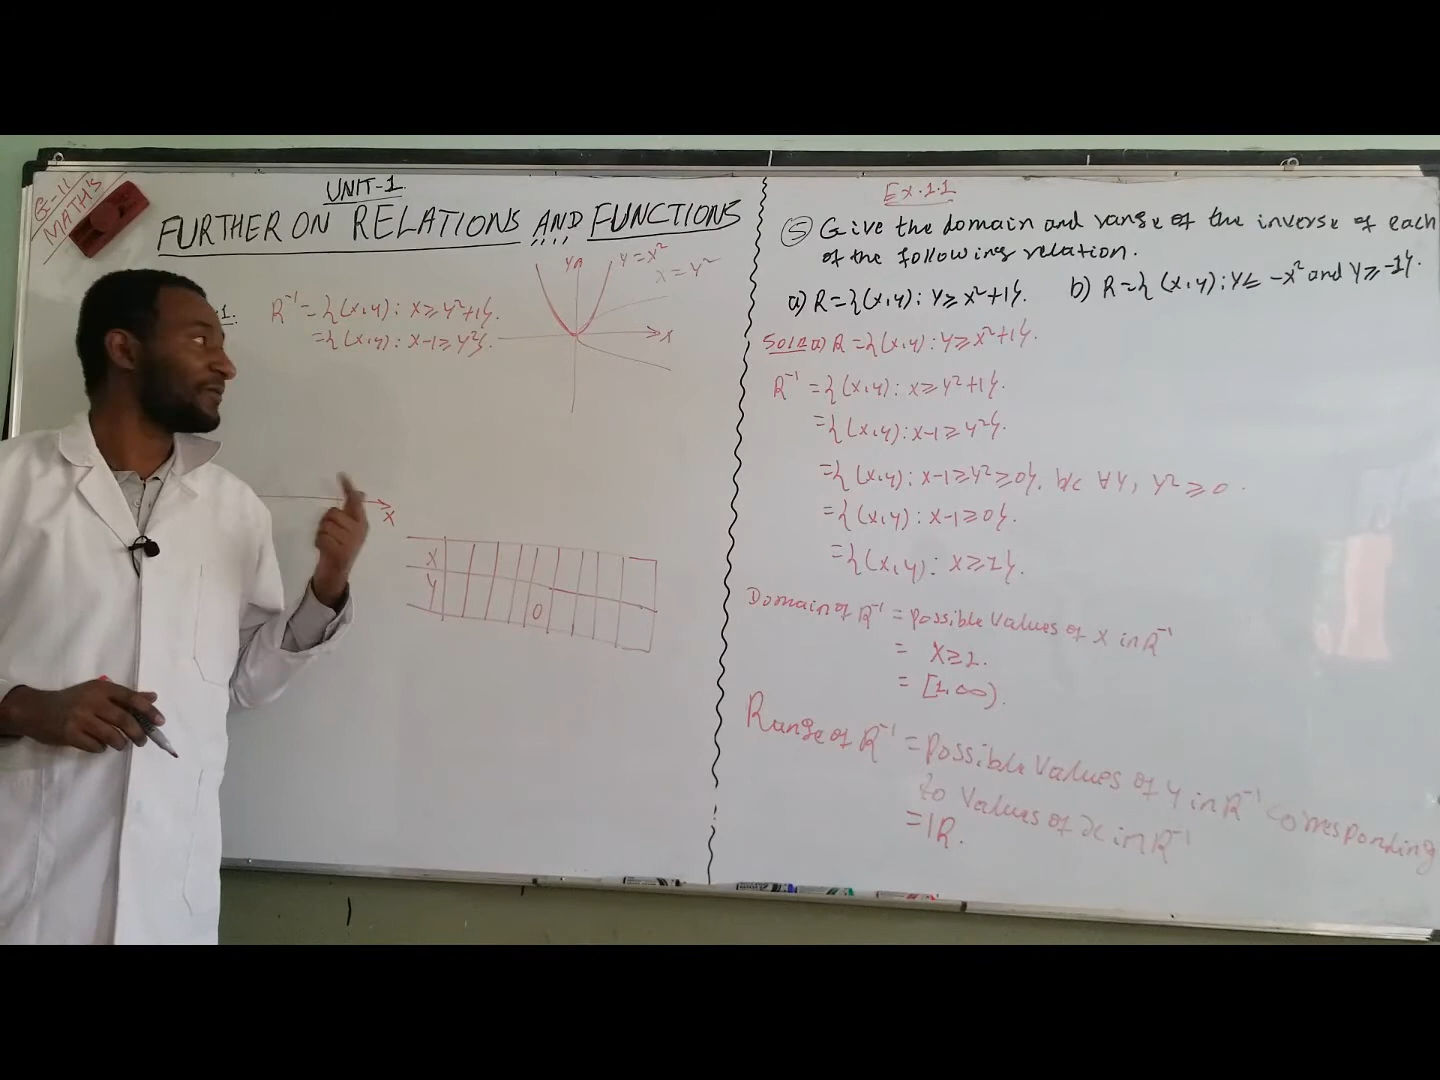 G-11
MATH'S
UNIT-1
FURTHER ON RELATIONS AND FUNCTIONS
1.
R⁻¹ = {(x,y): x ≥ y²+1}.
= {(x,y): x-1 ≥ y²}.
y
y = x²
x = y²
x
x
x
y
0
Ex.1.1
⑤ Give the domain and range of the inverse of each
of the following relation.
a) R = {(x,y): y ≥ x²+1}. b) R = {(x,y): y ≤ -x² and y ≥ -1}.
Soln a) R = {(x,y): y ≥ x²+1}.
R⁻¹ = {(x,y): x ≥ y²+1}.
= {(x,y): x-1 ≥ y²}.
= {(x,y): x-1 ≥ y² ≥ 0}. b/c ∀y, y² ≥ 0.
= {(x,y): x-1 ≥ 0}.
= {(x,y): x ≥ 1}.
Domain of R⁻¹ = possible values of x in R⁻¹
= x ≥ 1.
= [1, ∞).
Range of R⁻¹ = possible values of y in R⁻¹ corresponding
to values of x in R⁻¹
= IR.